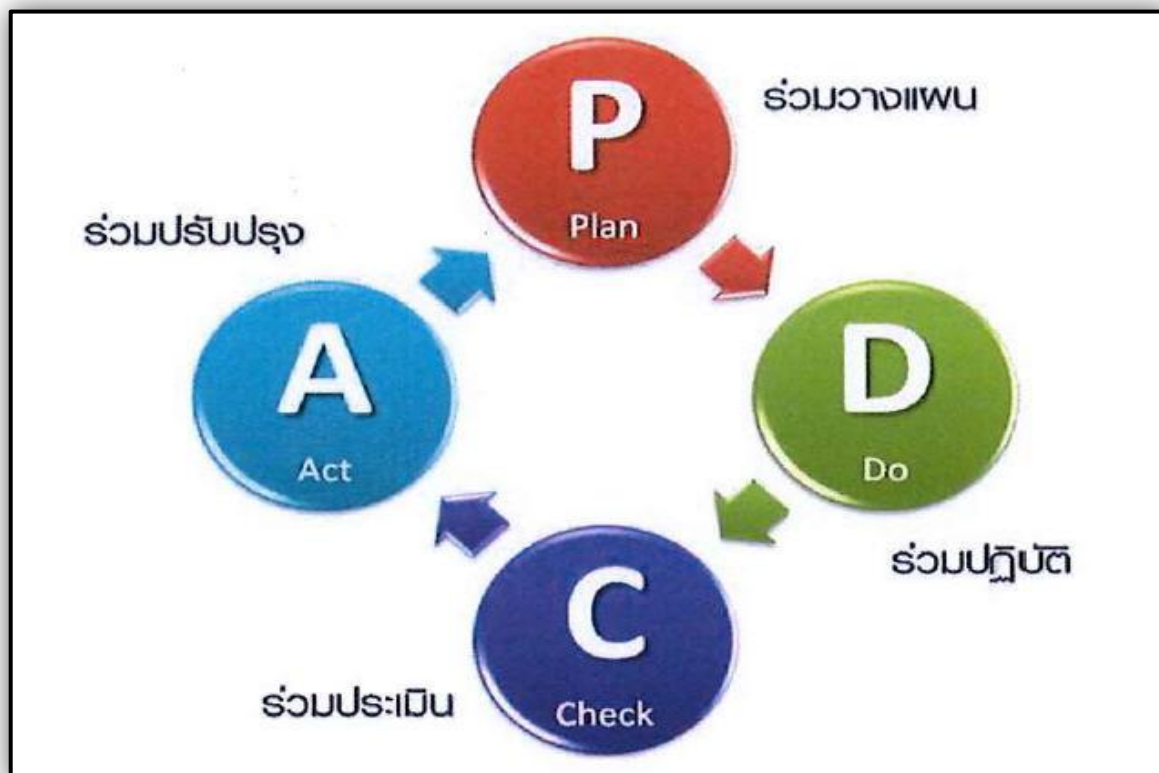 P
Plan
ร่วมวางแผน
D
Do
ร่วมปฏิบัติ
C
Check
ร่วมประเมิน
A
Act
ร่วมปรับปรุง